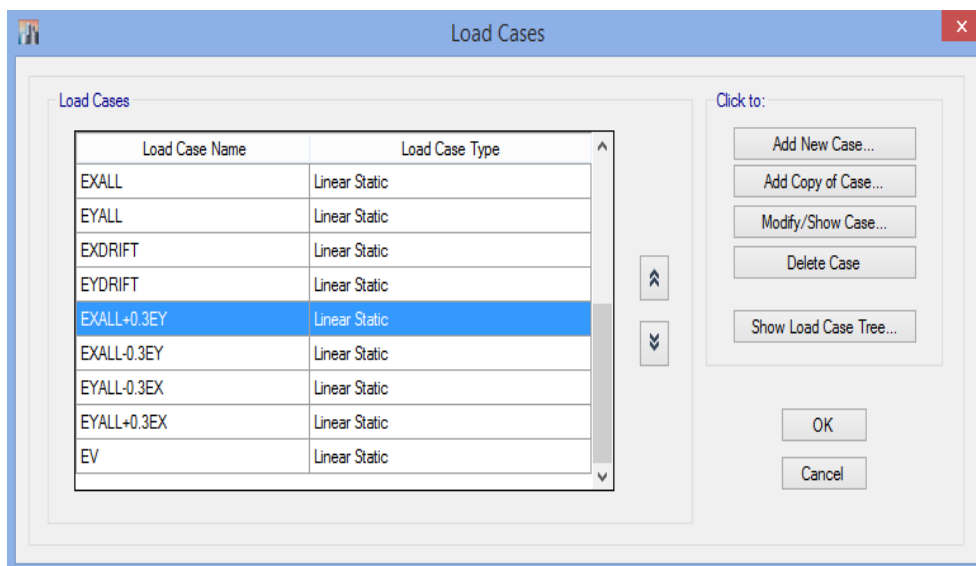 Load Cases
x
Load Cases
Click to:
Load Case Name Load Case Type
EXALL Linear Static
EYALL Linear Static
EXDRIFT Linear Static
EYDRIFT Linear Static
EXALL+0.3EY Linear Static
EXALL-0.3EY Linear Static
EYALL-0.3EX Linear Static
EYALL+0.3EX Linear Static
EV Linear Static
Add New Case...
Add Copy of Case...
Modify/Show Case...
Delete Case
Show Load Case Tree...
OK
Cancel